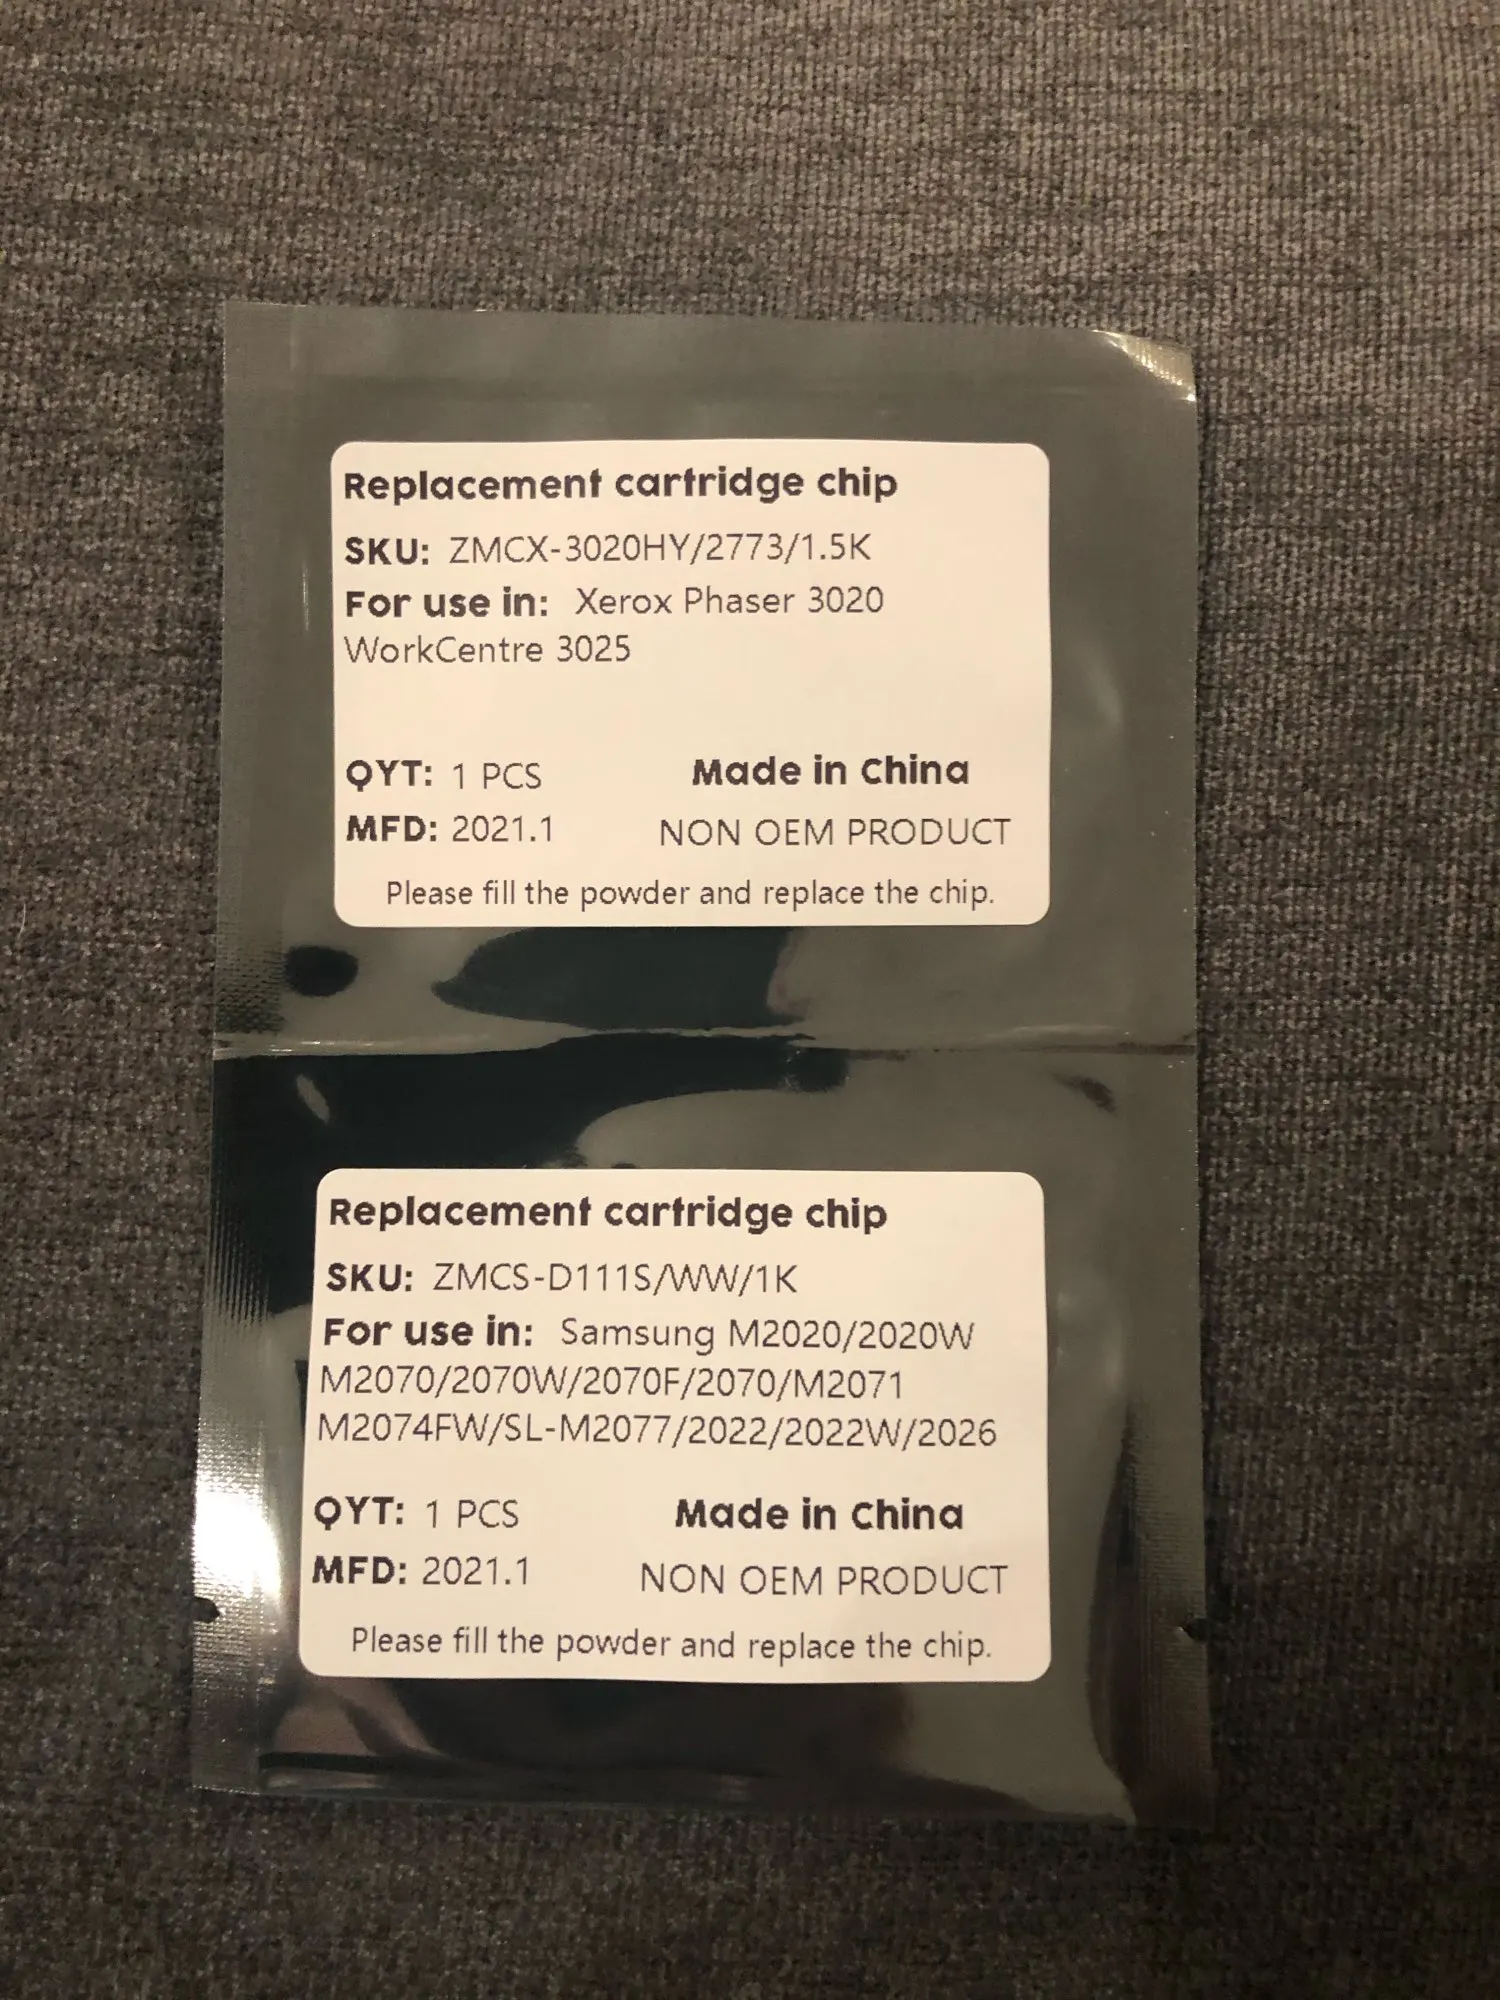 Replacement cartridge chip
SKU: ZMCX-3020HY/2773/1.5K
For use in: Xerox Phaser 3020
WorkCentre 3025
QYT: 1 PCS Made in China
MFD: 2021.1 NON OEM PRODUCT
Please fill the powder and replace the chip.
Replacement cartridge chip
SKU: ZMCS-D111S/WW/1K
For use in: Samsung M2020/2020W
M2070/2070W/2070F/2070/M2071
M2074FW/SL-M2077/2022/2022W/2026
QYT: 1 PCS Made in China
MFD: 2021.1 NON OEM PRODUCT
Please fill the powder and replace the chip.